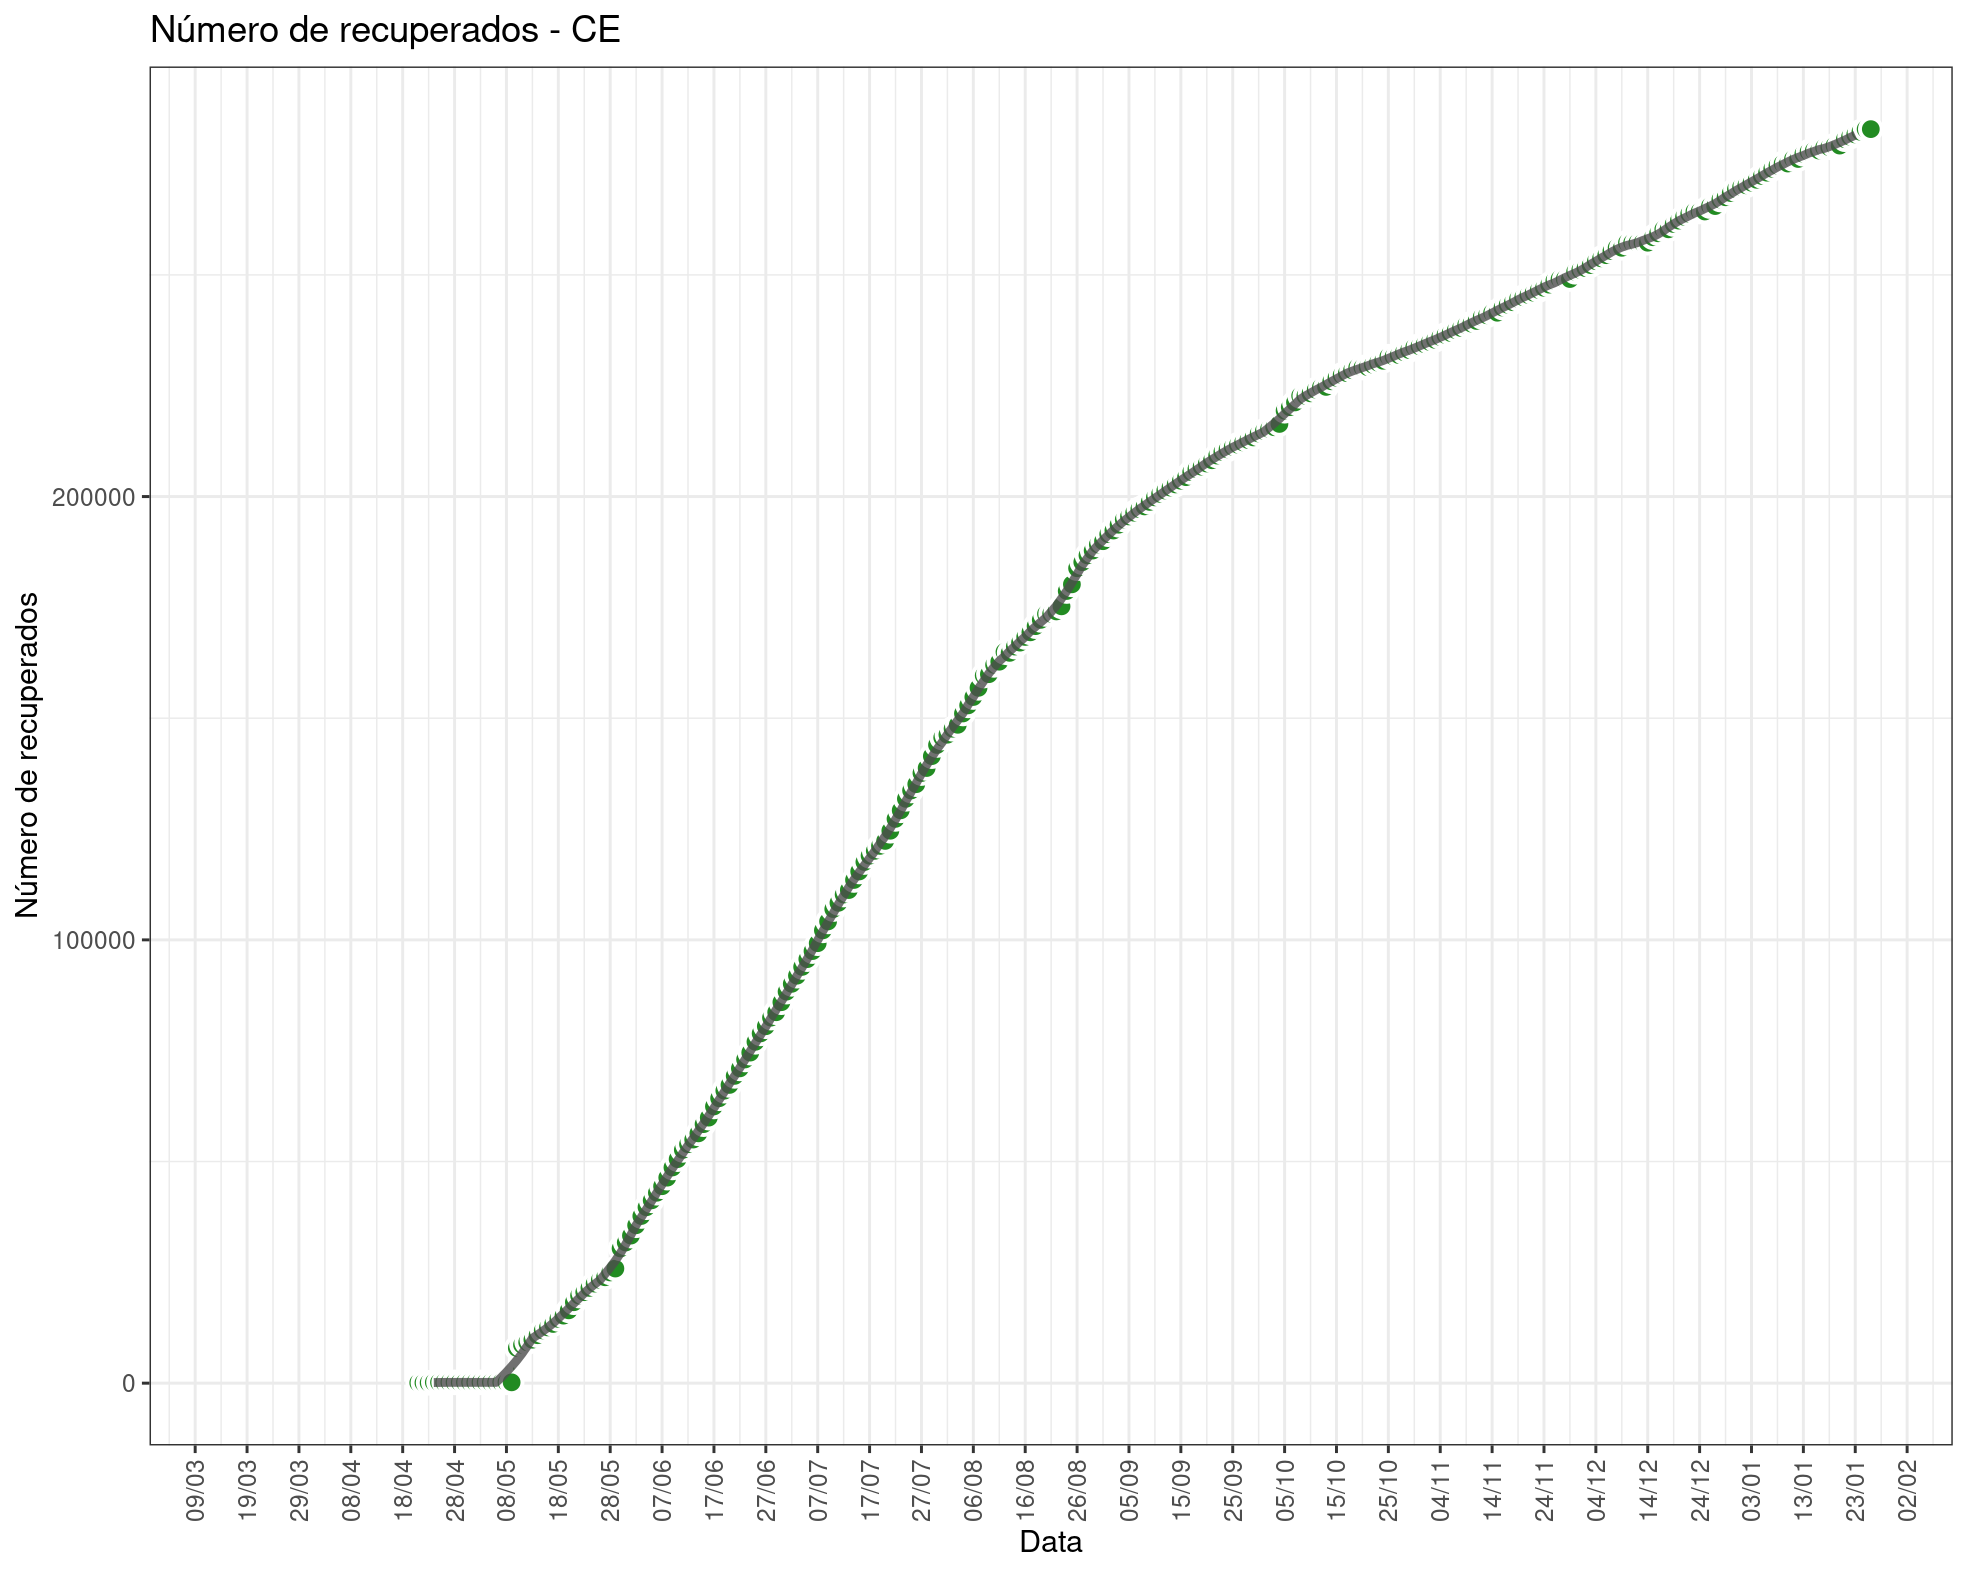 Número de recuperados - CE
Número de recuperados
200000
100000
0
09/03 19/03 29/03 08/04 18/04 28/04 08/05 18/05 28/05 07/06 17/06 27/06 07/07 17/07 27/07 06/08 16/08 26/08 05/09 15/09 25/09 05/10 15/10 25/10 04/11 14/11 24/11 04/12 14/12 24/12 03/01 13/01 23/01 02/02
Data